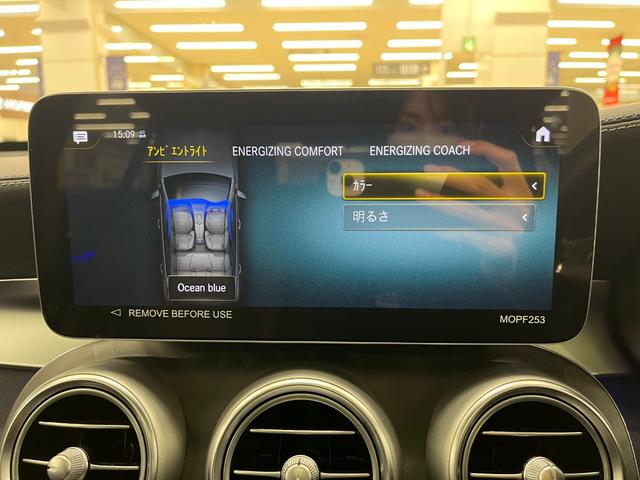 15:09
アンビエントライト ENERGIZING COMFORT ENERGIZING COACH
カラー
明るさ
Ocean blue
◁ REMOVE BEFORE USE MOPF253